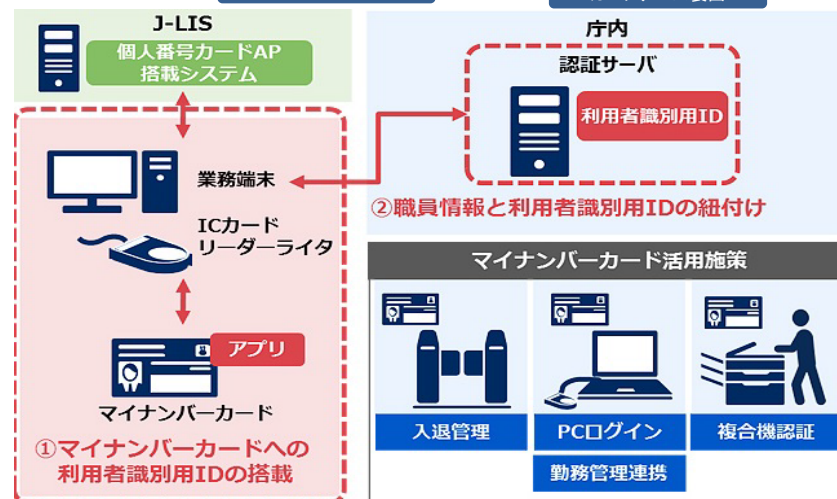 J-LIS
個人番号カードAP
搭載システム
業務端末
ICカード
リーダーライタ
アプリ
マイナンバーカード
①マイナンバーカードへの
利用者識別用IDの搭載
庁内
認証サーバ
利用者識別用ID
②職員情報と利用者識別用IDの紐付け
マイナンバーカード活用施策
入退管理
PCログイン
複合機認証
勤務管理連携